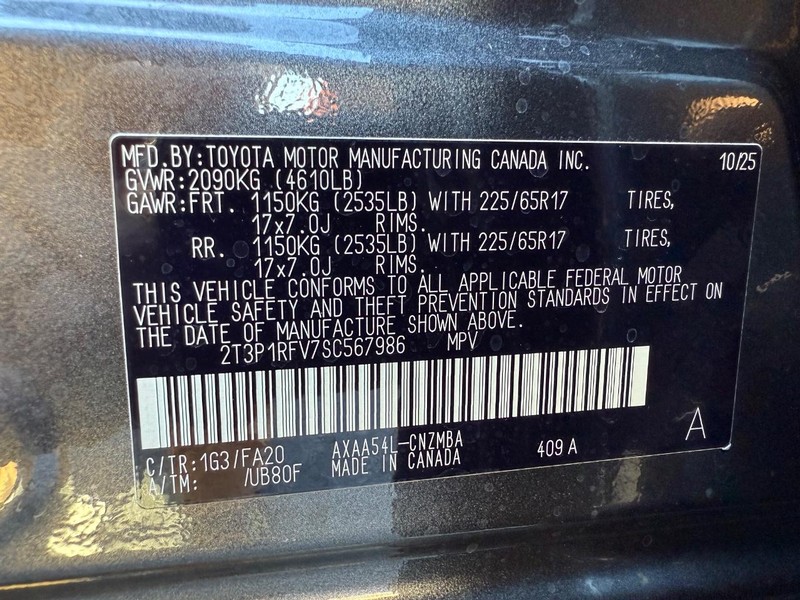 MFD.BY:TOYOTA MOTOR MANUFACTURING CANADA INC. 10/25
GVWR:2090KG (4610LB)
GAWR:FRT. 1150KG (2535LB) WITH 225/65R17 TIRES,
17x7.0J RIMS.
RR. 1150KG (2535LB) WITH 225/65R17 TIRES,
17x7.0J RIMS.
THIS VEHICLE CONFORMS TO ALL APPLICABLE FEDERAL MOTOR
VEHICLE SAFETY AND THEFT PREVENTION STANDARDS IN EFFECT ON
THE DATE OF MANUFACTURE SHOWN ABOVE.
2T3P1RFV7SC567986 MPV
A
C/TR:1G3/FA20 AXAA54L-CNZMBA 409 A
A/TM: /UB80F MADE IN CANADA